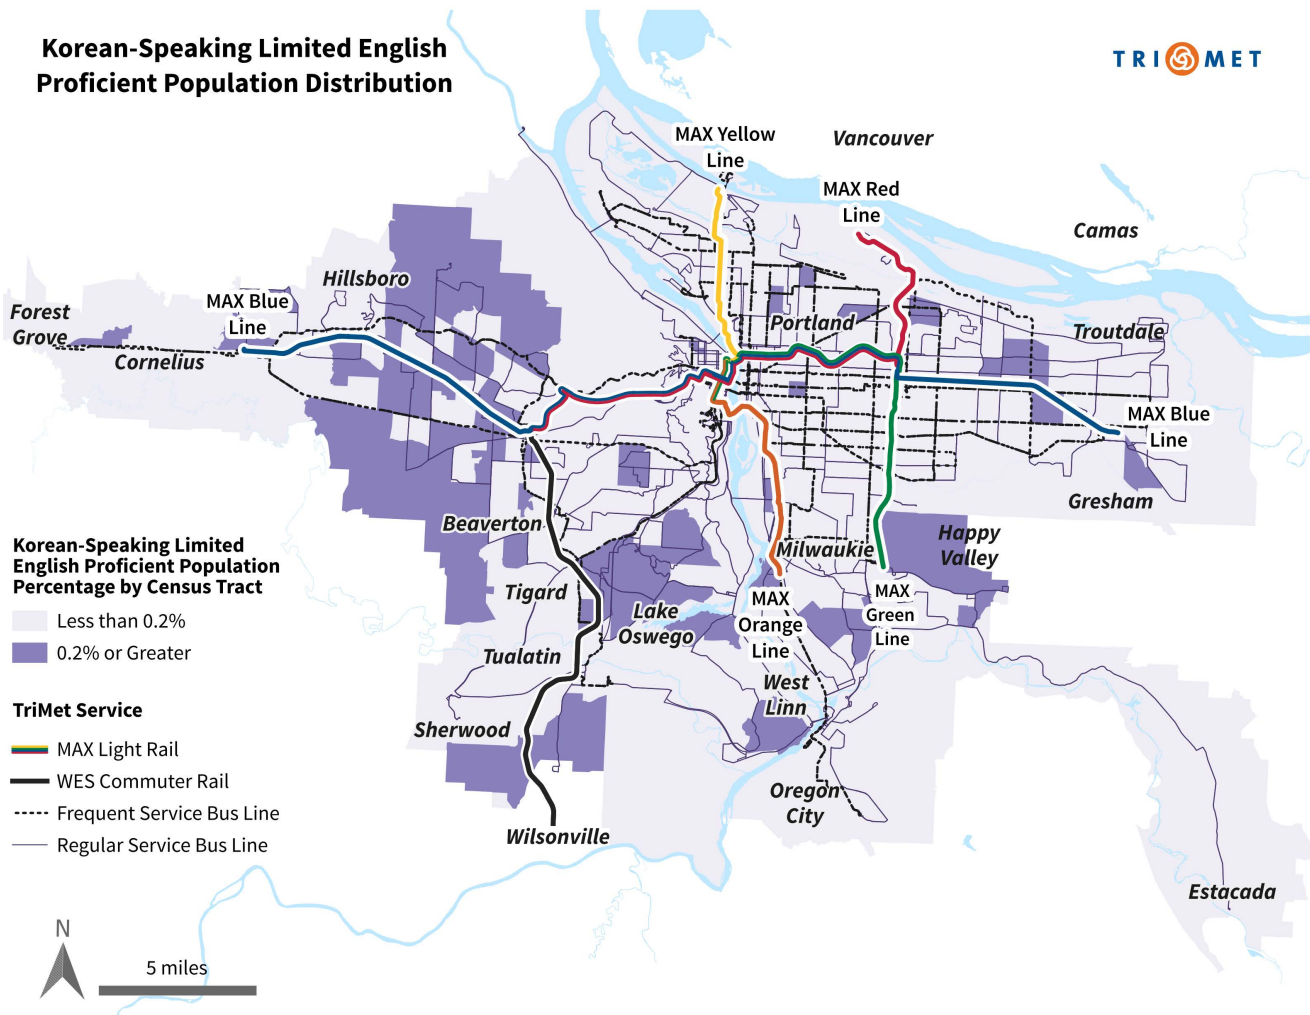 Korean-Speaking Limited English
Proficient Population Distribution
TRIMET
MAX Yellow
Line
Vancouver
MAX Red
Line
Camas
Hillsboro
MAX Blue
Line
Forest
Grove
Cornelius
Portland
Troutdale
MAX Blue
Line
Gresham
Beaverton
Happy
Valley
Milwaukie
Korean-Speaking Limited
English Proficient Population
Percentage by Census Tract
Less than 0.2%
0.2% or Greater
Tigard
Lake
Oswego
MAX
Orange
Line
MAX
Green
Line
Tualatin
West
Linn
Sherwood
TriMet Service
MAX Light Rail
WES Commuter Rail
Frequent Service Bus Line
Regular Service Bus Line
Oregon
City
Wilsonville
Estacada
N
5 miles